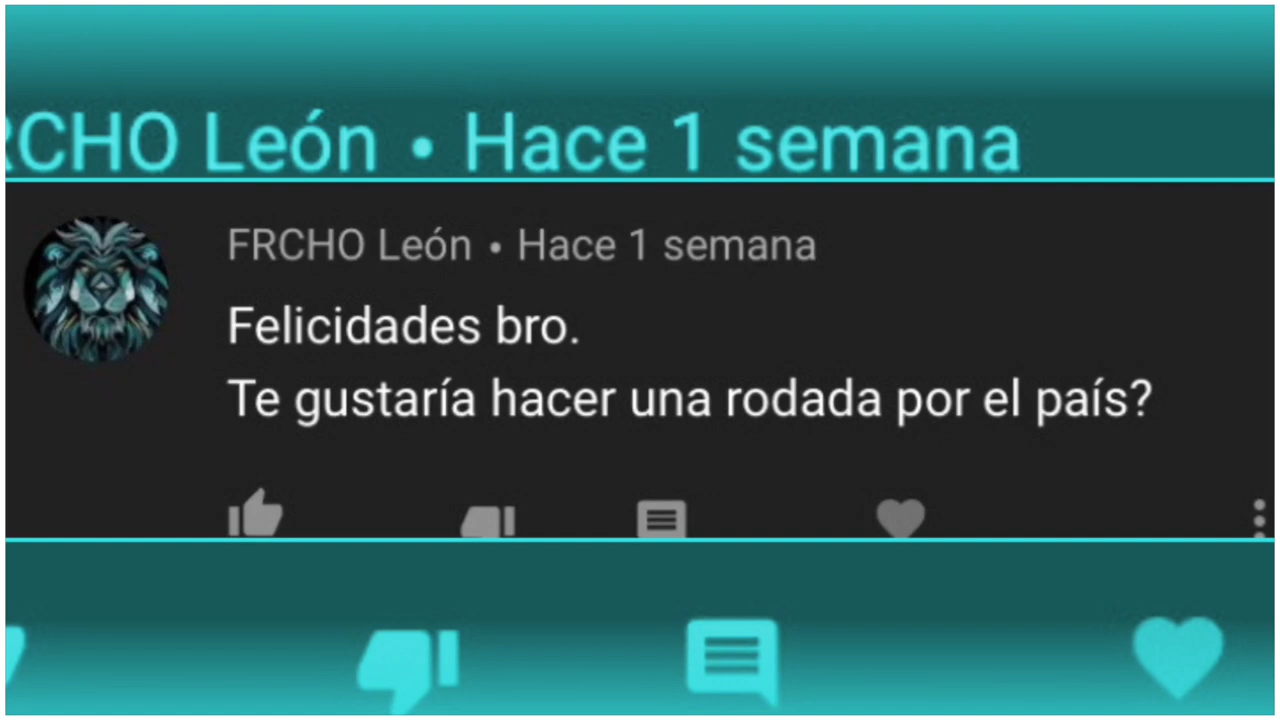 RCHO León • Hace 1 semana
FRCHO León • Hace 1 semana
Felicidades bro.
Te gustaría hacer una rodada por el país?